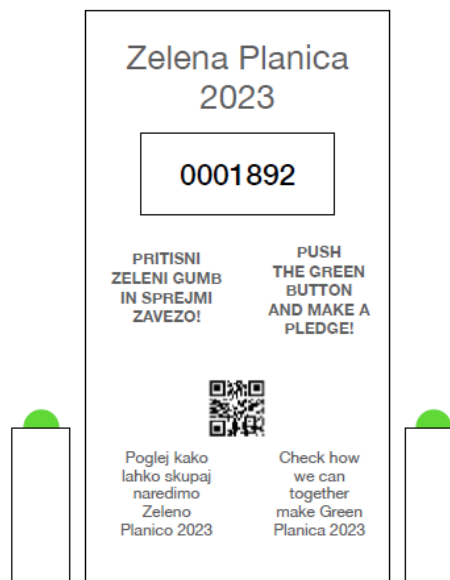 Zelena Planica
2023
0001892
PRITISNI
ZELENI GUMB
IN SPREJMI
ZAVEZO!
PUSH
THE GREEN
BUTTON
AND MAKE A
PLEDGE!
Poglej kako
lahko skupaj
naredimo
Zeleno
Planico 2023
Check how
we can
together
make Green
Planica 2023